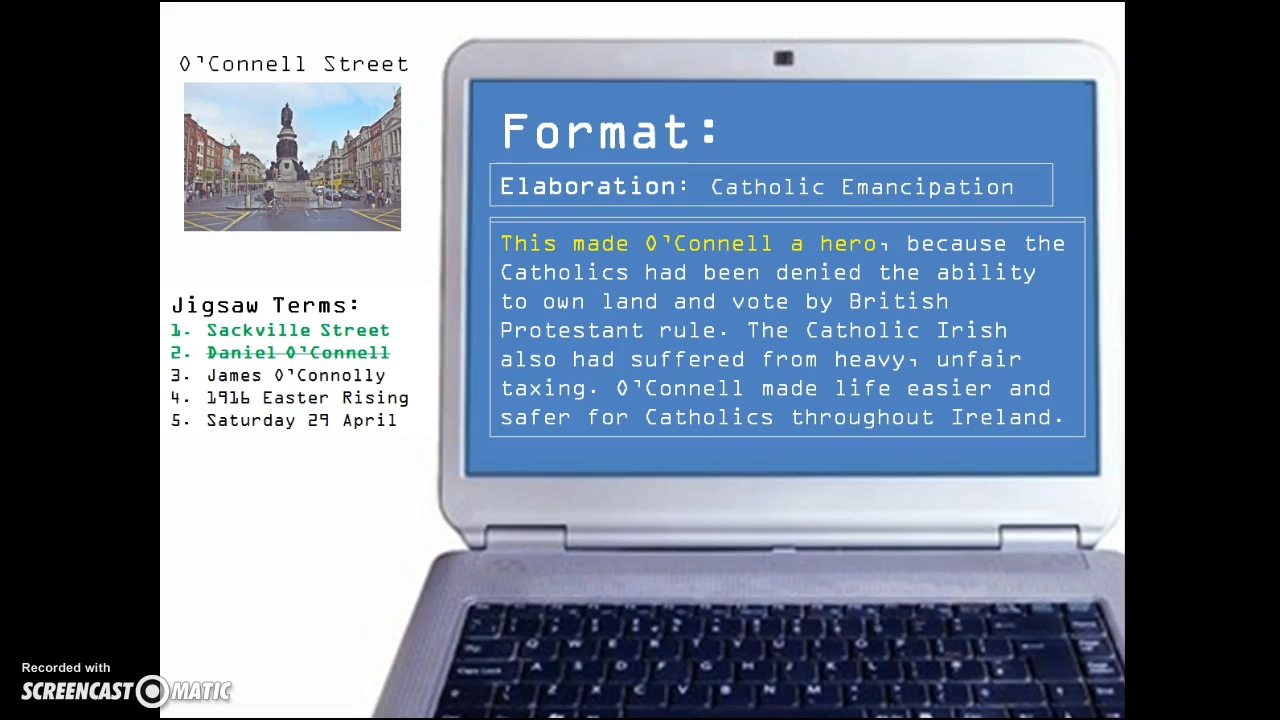 O'Connell Street
Jigsaw Terms:
1. Sackville Street
2. Daniel O'Connell
3. James O'Connolly
4. 1916 Easter Rising
5. Saturday 29 April
Format:
Elaboration: Catholic Emancipation
This made O'Connell a hero, because the
Catholics had been denied the ability
to own land and vote by British
Protestant rule. The Catholic Irish
also had suffered from heavy, unfair
taxing. O'Connell made life easier and
safer for Catholics throughout Ireland.
Recorded with
SCREENCAST-O-MATIC